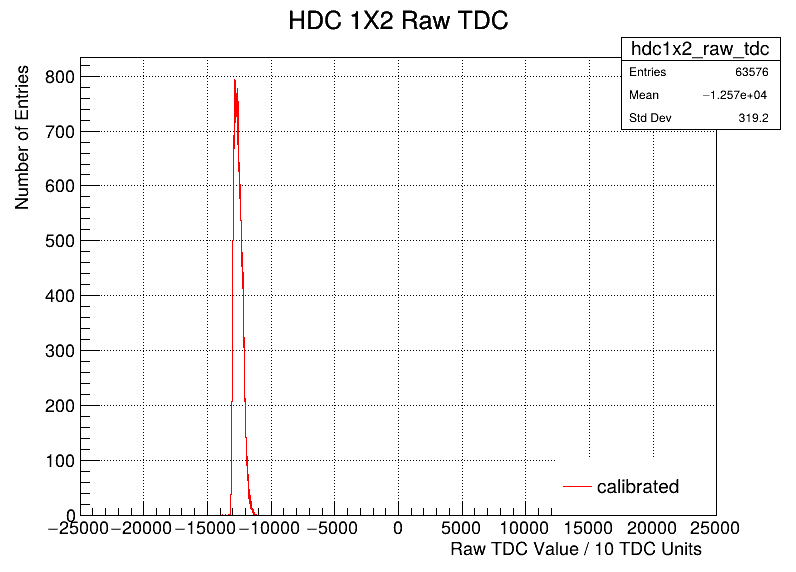 HDC 1X2 Raw TDC
hdc1x2_raw_tdc
Entries 63576
Mean −1.257e+04
Std Dev 319.2
Number of Entries
800
700
600
500
400
300
200
100
0
−25000 −20000 −15000 −10000 −5000 0 5000 10000 15000 20000 25000
Raw TDC Value / 10 TDC Units
calibrated